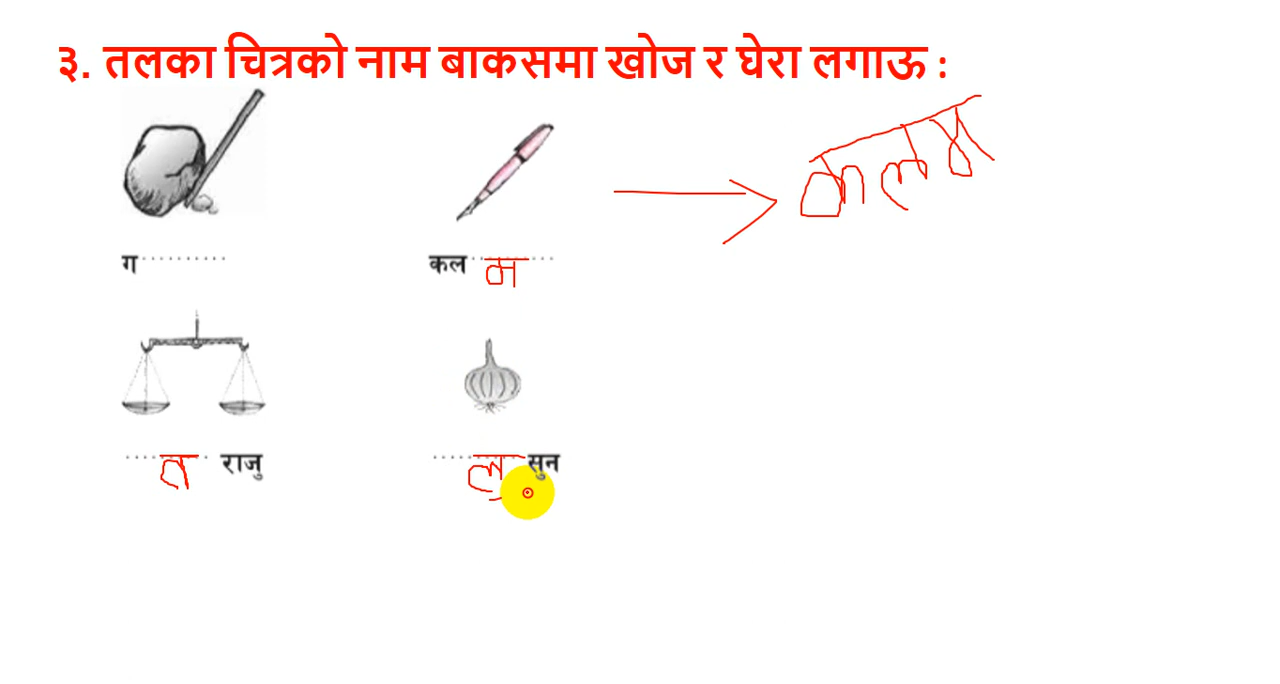 ३. तलका चित्रको नाम बाकसमा खोज र घेरा लगाऊ :
कलम
ग..........
कल म
त राजु
ल सुन